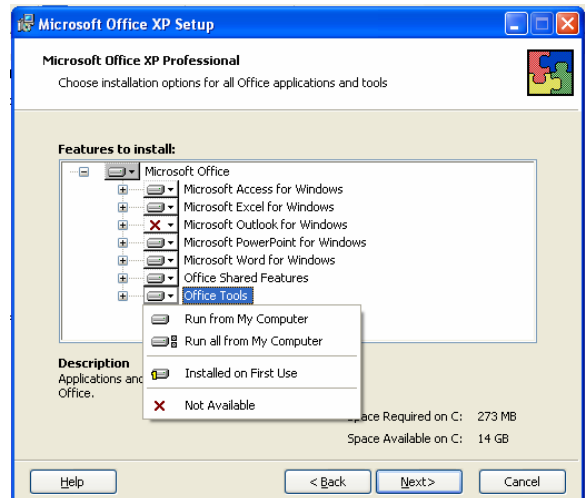 Microsoft Office XP Setup
Microsoft Office XP Professional
Choose installation options for all Office applications and tools
Features to install:
Microsoft Office
Microsoft Access for Windows
Microsoft Excel for Windows
Microsoft Outlook for Windows
Microsoft PowerPoint for Windows
Microsoft Word for Windows
Office Shared Features
Office Tools
Run from My Computer
Run all from My Computer
Installed on First Use
Not Available
Description
Applications and
Office.
Required on C: 273 MB
Space Available on C: 14 GB
Help
< Back
Next>
Cancel